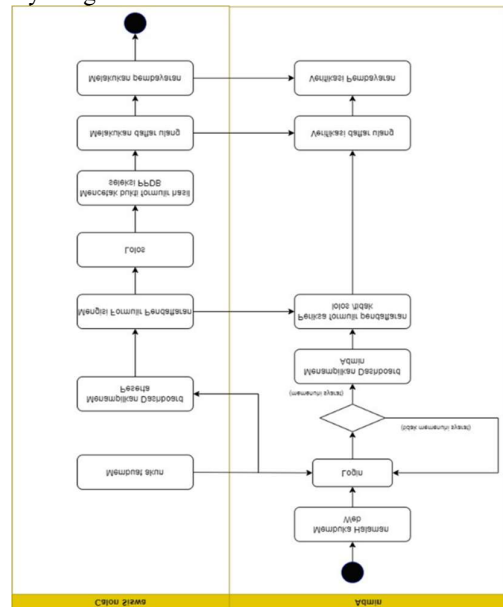 Calon Siswa
Admin
Membuka Halaman
Web
Membuat akun
Login
(tidak memenuhi syarat)
(memenuhi syarat)
Menampilkan Dashboard
Peserta
Menampilkan Dashboard
Admin
Mengisi Formulir Pendaftaran
Periksa formulir pendaftaran
lolos /tidak
Lolos
Mencetak bukti formulir hasil
seleksi PPDB
Melakukan daftar ulang
Verifikasi daftar ulang
Melakukan pembayaran
Verifikasi Pembayaran